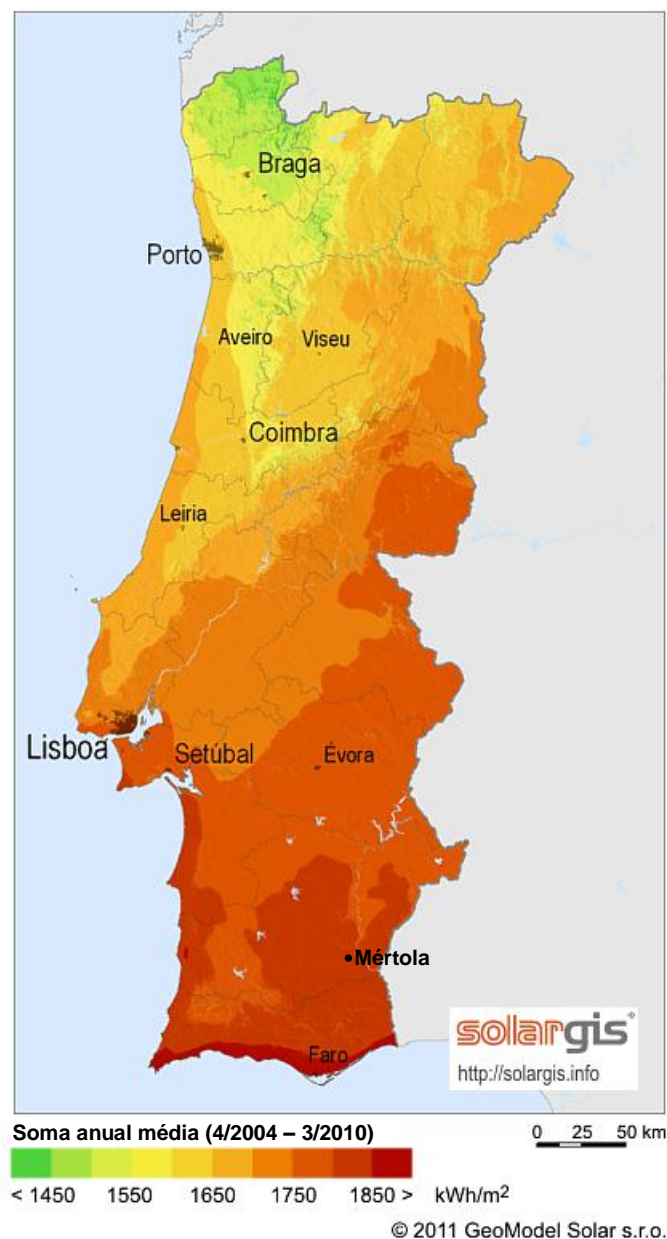 Braga
Porto
Aveiro Viseu
Coimbra
Leiria
Lisboa Setúbal Évora
•Mértola
solargis
http://solargis.info
Faro
Soma anual média (4/2004 – 3/2010)
0 25 50 km
< 1450 1550 1650 1750 1850 > kWh/m2
© 2011 GeoModel Solar s.r.o.